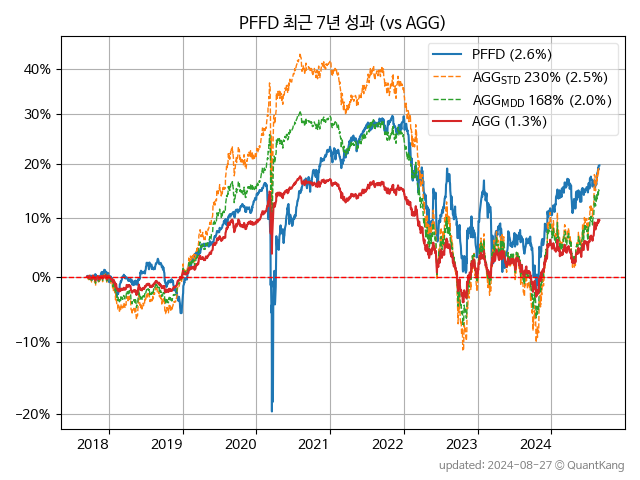 PFFD 최근 7년 성과 (vs AGG)
PFFD (2.6%)
AGG_STD 230% (2.5%)
AGG_MDD 168% (2.0%)
AGG (1.3%)
40%
30%
20%
10%
0%
−10%
−20%
2018 2019 2020 2021 2022 2023 2024
updated: 2024-08-27 © QuantKang